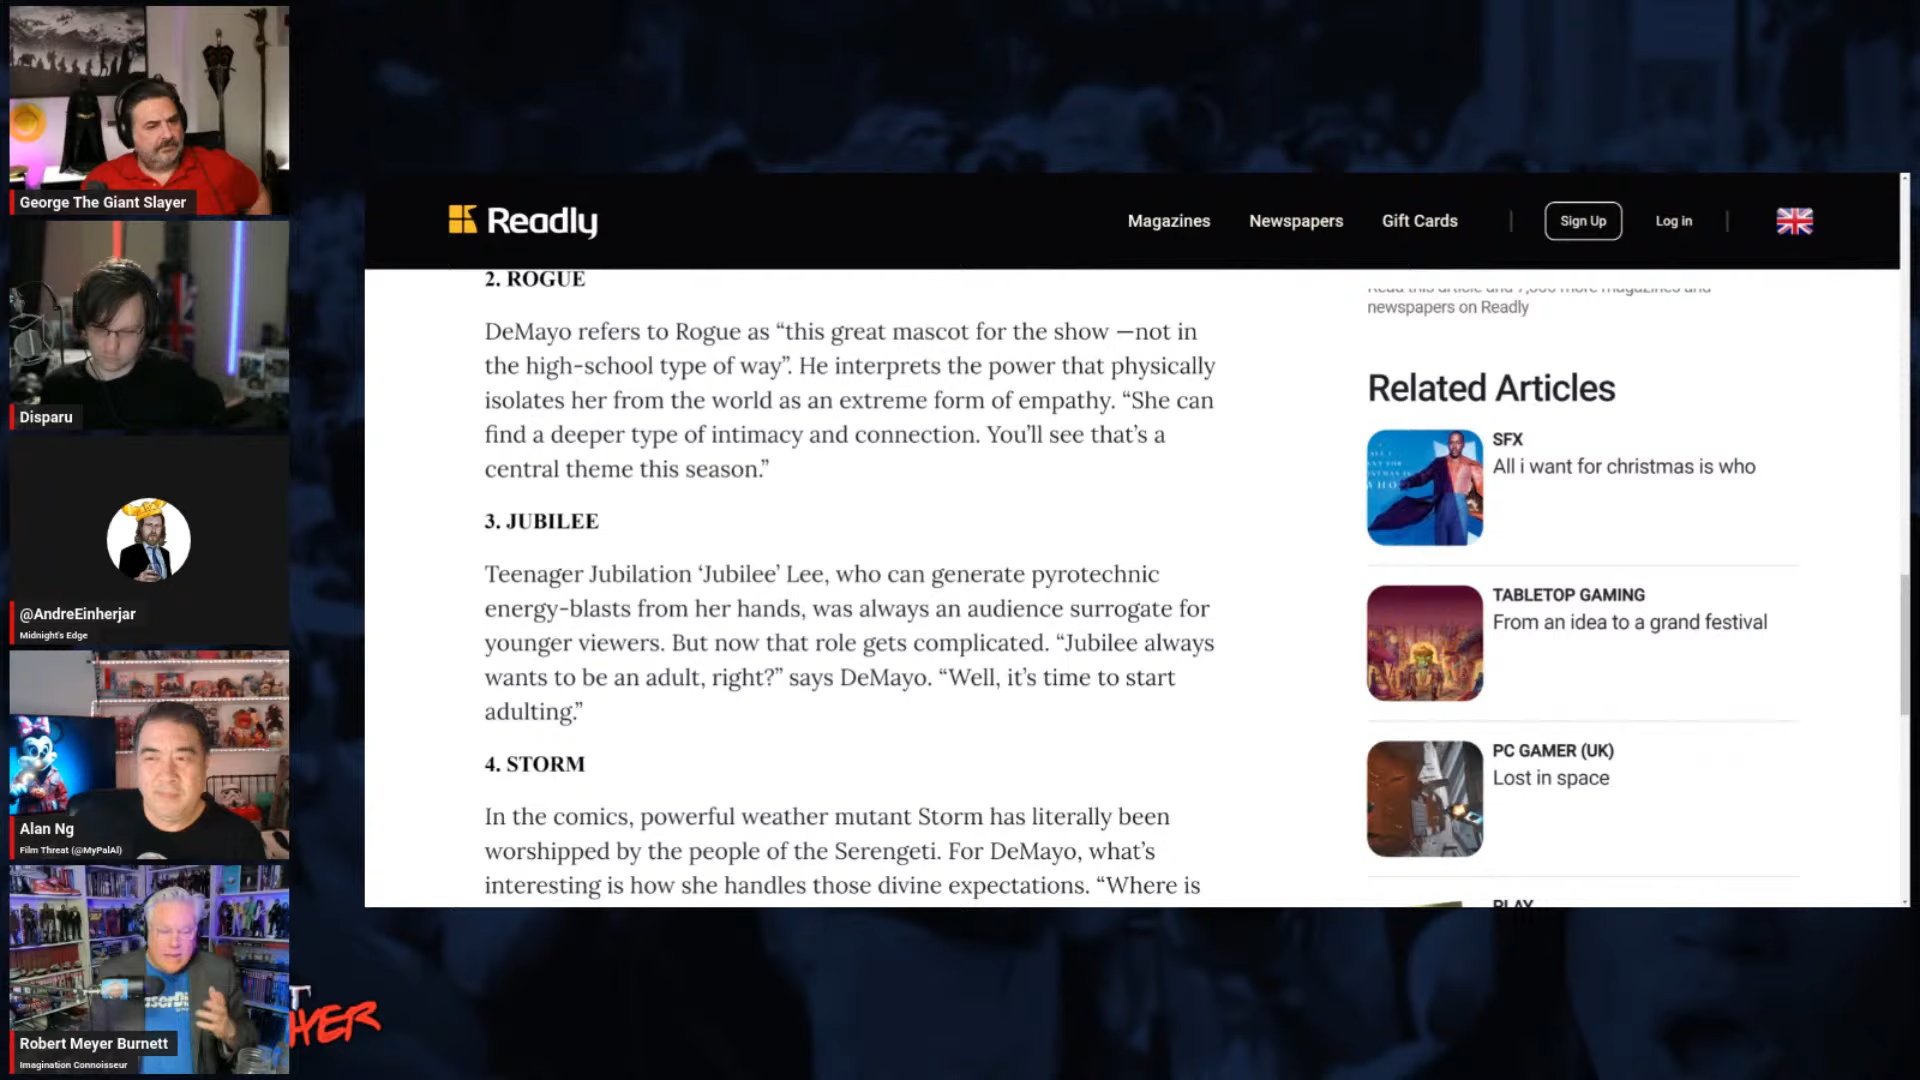 George The Giant Slayer
Disparu
@AndreEinherjar
Midnight's Edge
Alan Ng
Film Threat (@MyPalAl)
Robert Meyer Burnett
Imagination Connoisseur
Readly
Magazines
Newspapers
Gift Cards
Sign Up
Log in
2. ROGUE
DeMayo refers to Rogue as “this great mascot for the show —not in
the high-school type of way”. He interprets the power that physically
isolates her from the world as an extreme form of empathy. “She can
find a deeper type of intimacy and connection. You’ll see that’s a
central theme this season.”
3. JUBILEE
Teenager Jubilation ‘Jubilee’ Lee, who can generate pyrotechnic
energy-blasts from her hands, was always an audience surrogate for
younger viewers. But now that role gets complicated. “Jubilee always
wants to be an adult, right?” says DeMayo. “Well, it’s time to start
adulting.”
4. STORM
In the comics, powerful weather mutant Storm has literally been
worshipped by the people of the Serengeti. For DeMayo, what’s
interesting is how she handles those divine expectations. “Where is
newspapers on Readly
Related Articles
SFX
All i want for christmas is who
TABLETOP GAMING
From an idea to a grand festival
PC GAMER (UK)
Lost in space
PLAY